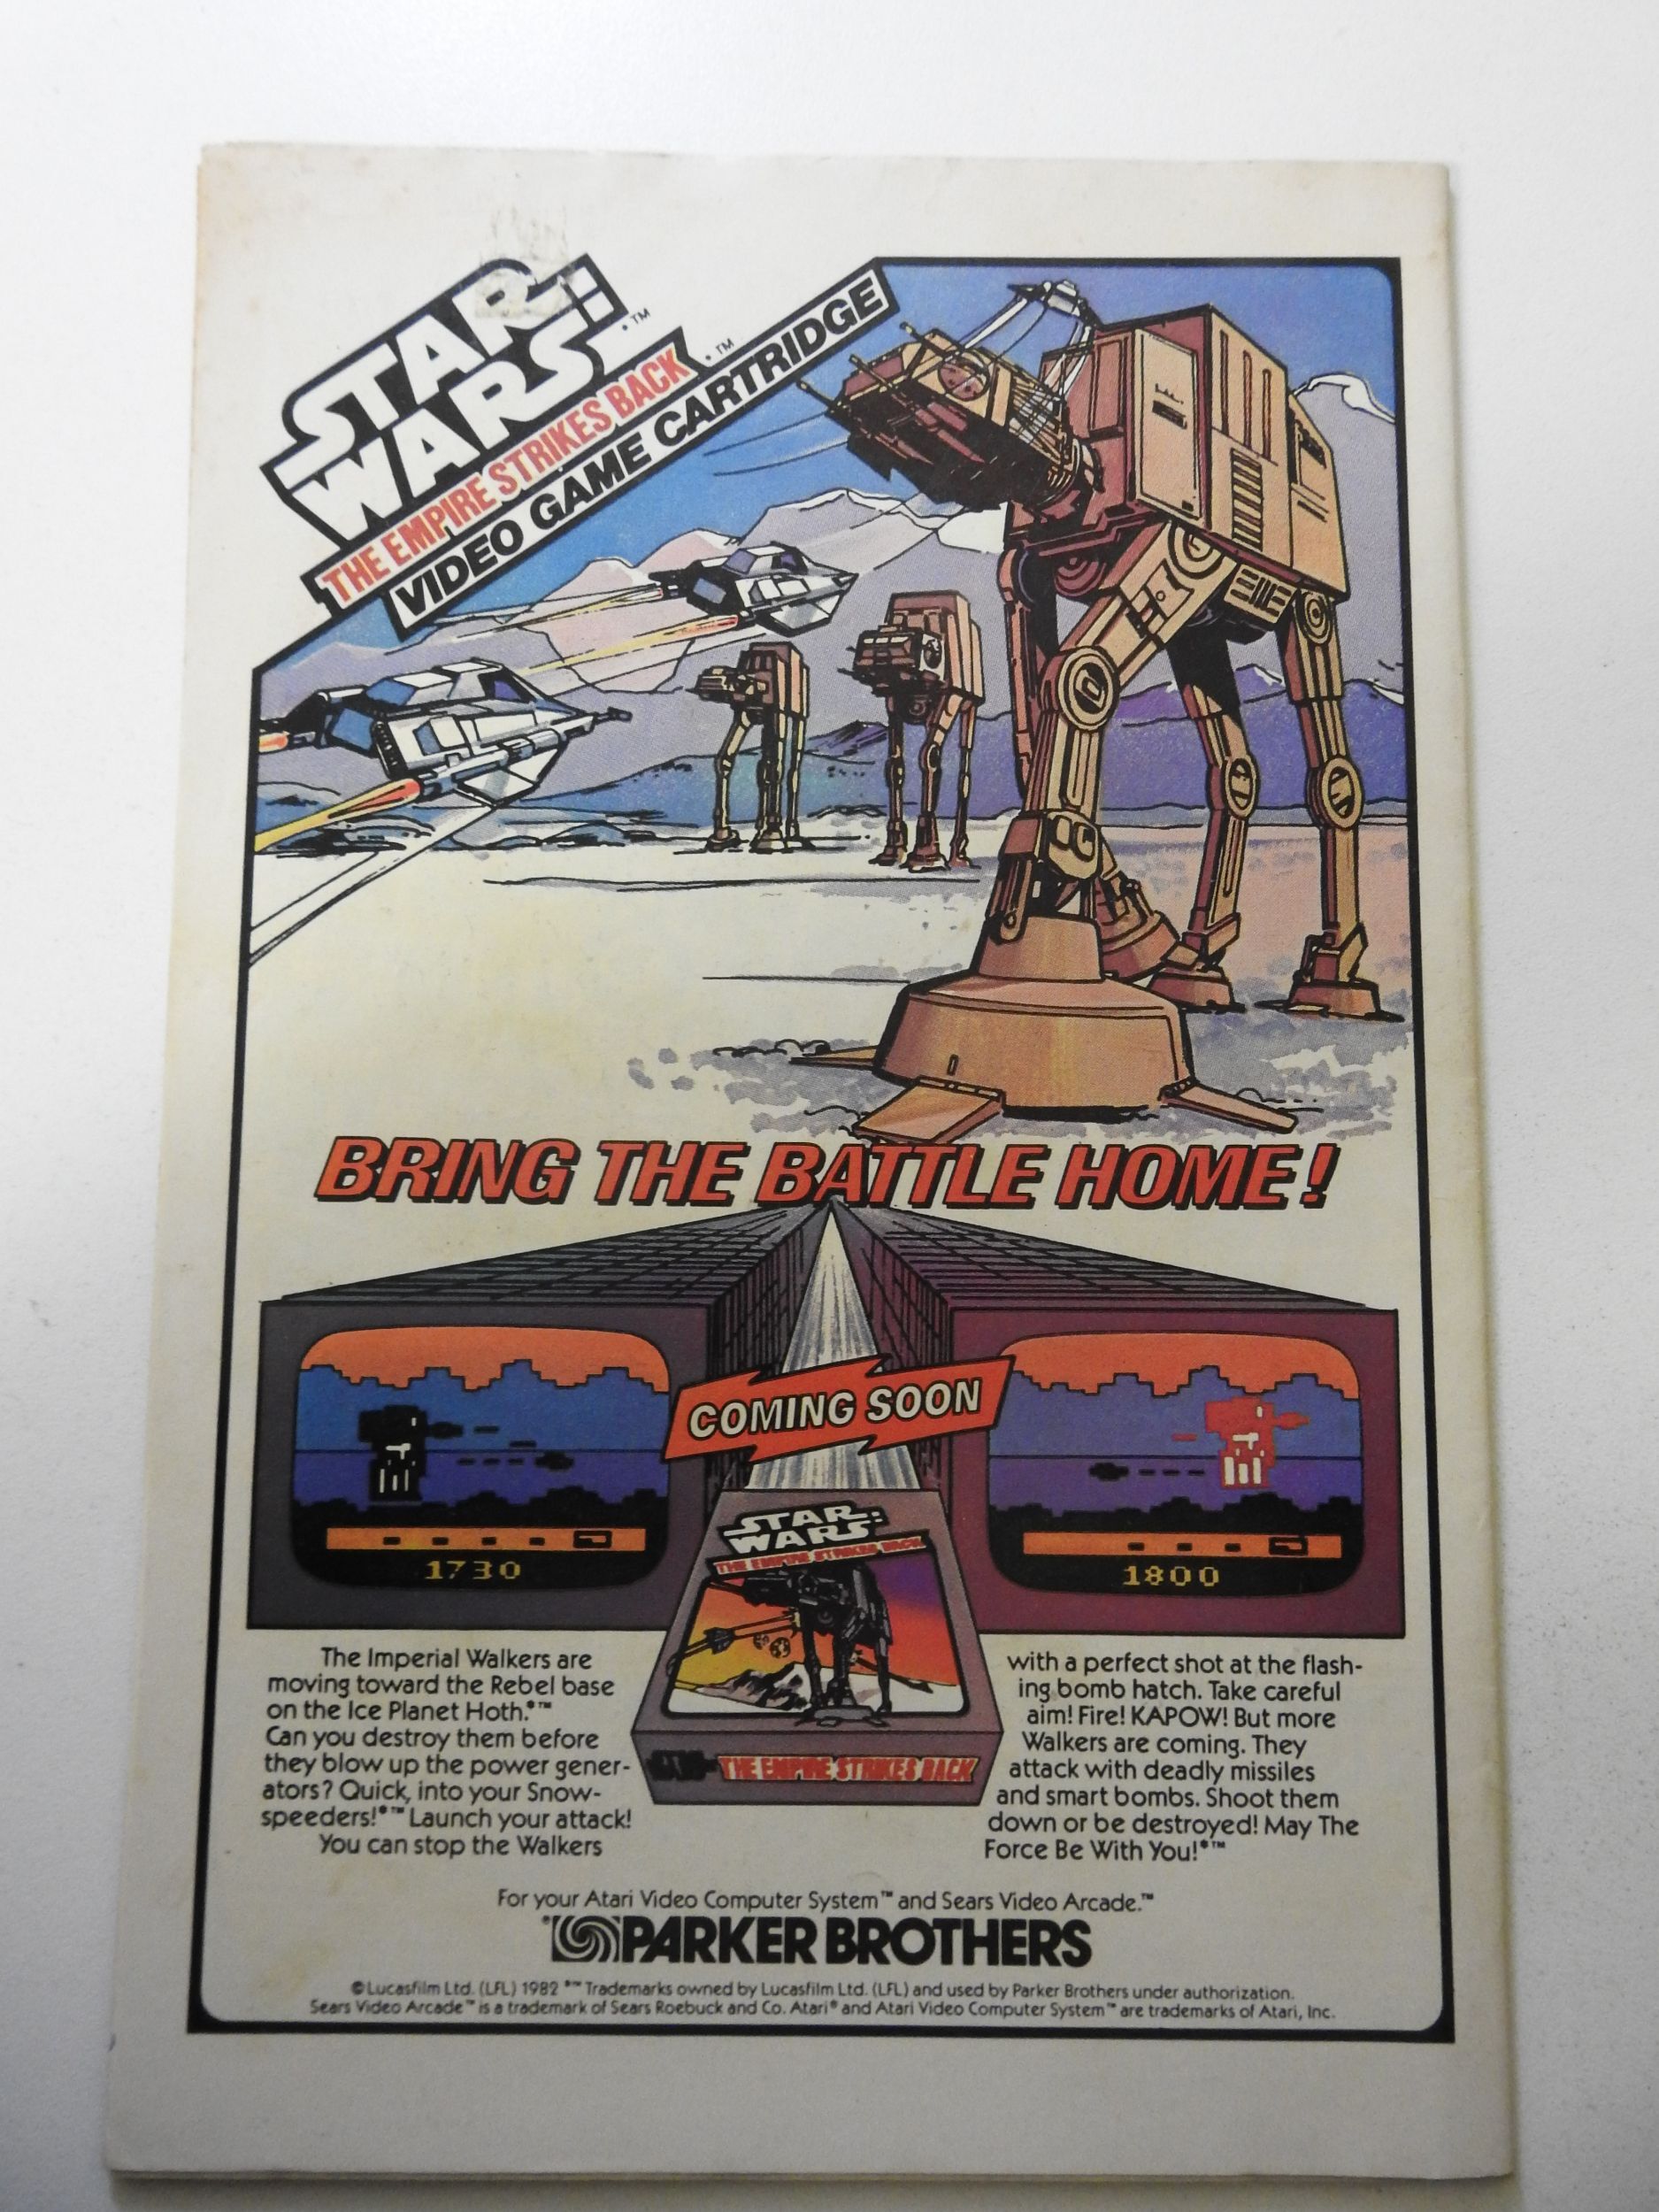 STAR
WARS
THE EMPIRE STRIKES BACK
VIDEO GAME CARTRIDGE
BRING THE BATTLE HOME!
COMING SOON
1730
1800
STAR
WARS
THE EMPIRE STRIKES BACK
THE EMPIRE STRIKES BACK
The Imperial Walkers are
moving toward the Rebel base
on the Ice Planet Hoth.®™
Can you destroy them before
they blow up the power gener-
ators? Quick, into your Snow-
speeders!®™ Launch your attack!
You can stop the Walkers
with a perfect shot at the flash-
ing bomb hatch. Take careful
aim! Fire! KAPOW! But more
Walkers are coming. They
attack with deadly missiles
and smart bombs. Shoot them
down or be destroyed! May The
Force Be With You!®™
For your Atari Video Computer System™ and Sears Video Arcade.™
PARKER BROTHERS
© Lucasfilm Ltd. (LFL) 1982 ®™ Trademarks owned by Lucasfilm Ltd. (LFL) and used by Parker Brothers under authorization.
Sears Video Arcade™ is a trademark of Sears Roebuck and Co. Atari® and Atari Video Computer System™ are trademarks of Atari, Inc.